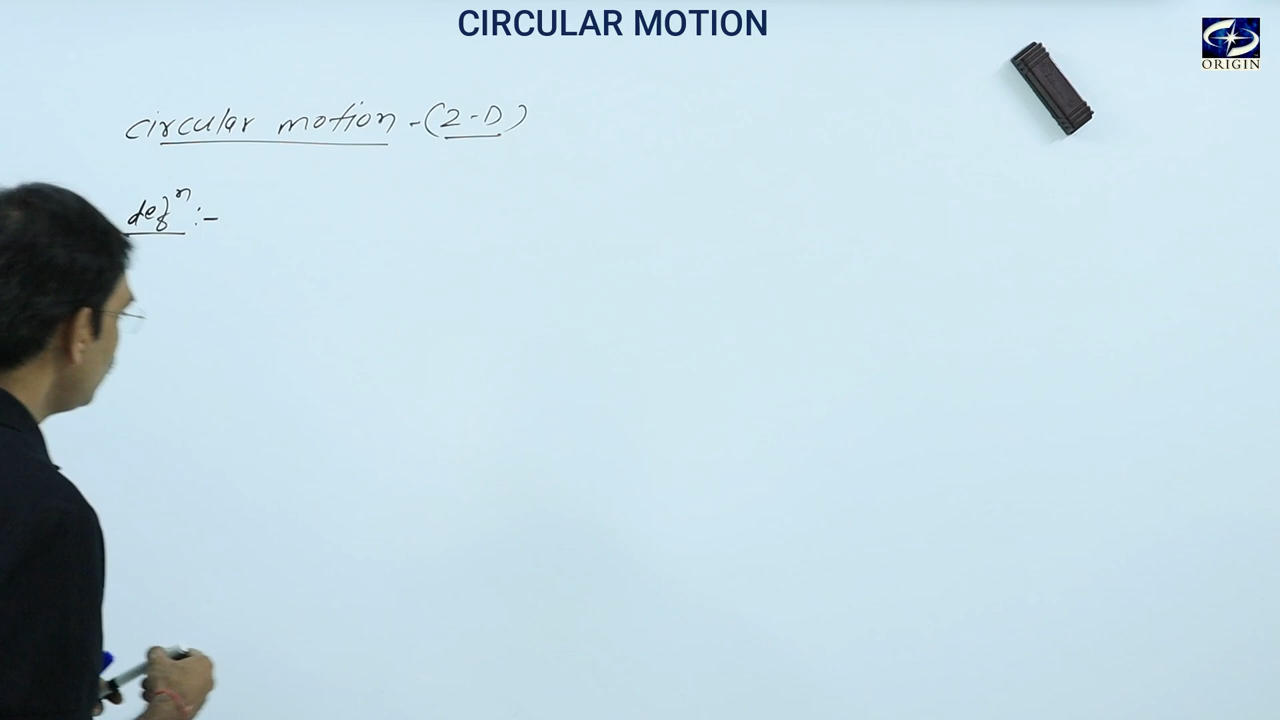 CIRCULAR MOTION
ORIGIN
circular motion - (2-D)
defⁿ :-